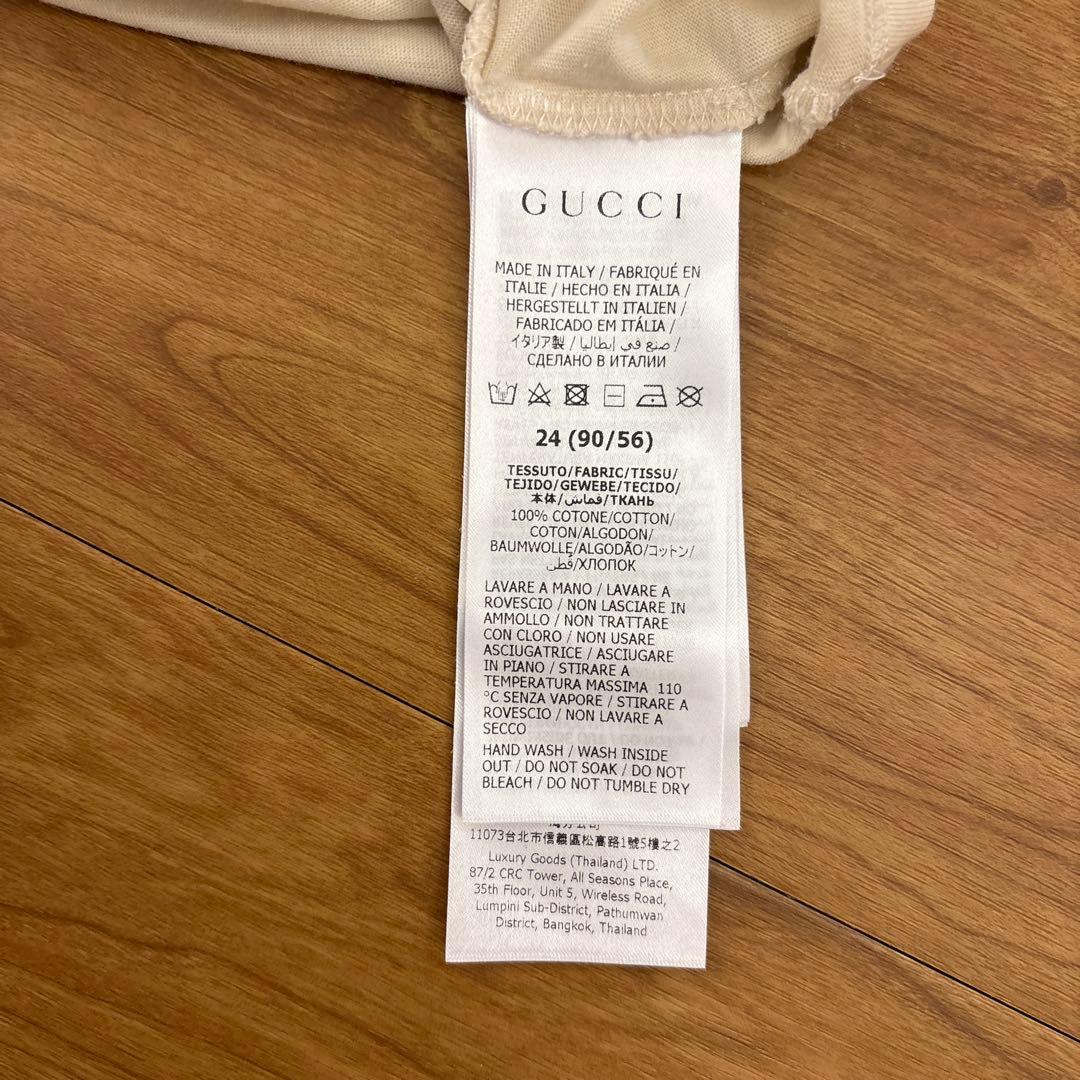 GUCCI
MADE IN ITALY / FABRIQUÉ EN
ITALIE / HECHO EN ITALIA /
HERGESTELLT IN ITALIEN /
FABRICADO EM ITÁLIA /
イタリア製 / صنع في إيطاليا /
СДЕЛАНО В ИТАЛИИ
24 (90/56)
TESSUTO/FABRIC/TISSU/
TEJIDO/GEWEBE/TECIDO/
本体/قماش/ТКАНЬ
100% COTONE/COTTON/
COTON/ALGODON/
BAUMWOLLE/ALGODÃO/コットン/
قطن/ХЛОПОК
LAVARE A MANO / LAVARE A
ROVESCIO / NON LASCIARE IN
AMMOLLO / NON TRATTARE
CON CLORO / NON USARE
ASCIUGATRICE / ASCIUGARE
IN PIANO / STIRARE A
TEMPERATURA MASSIMA 110
°C SENZA VAPORE / STIRARE A
ROVESCIO / NON LAVARE A
SECCO
HAND WASH / WASH INSIDE
OUT / DO NOT SOAK / DO NOT
BLEACH / DO NOT TUMBLE DRY
11073台北市信義區松高路1號5樓之2
Luxury Goods (Thailand) LTD.
87/2 CRC Tower, All Seasons Place,
35th Floor, Unit 5, Wireless Road,
Lumpini Sub-District, Pathumwan
District, Bangkok, Thailand